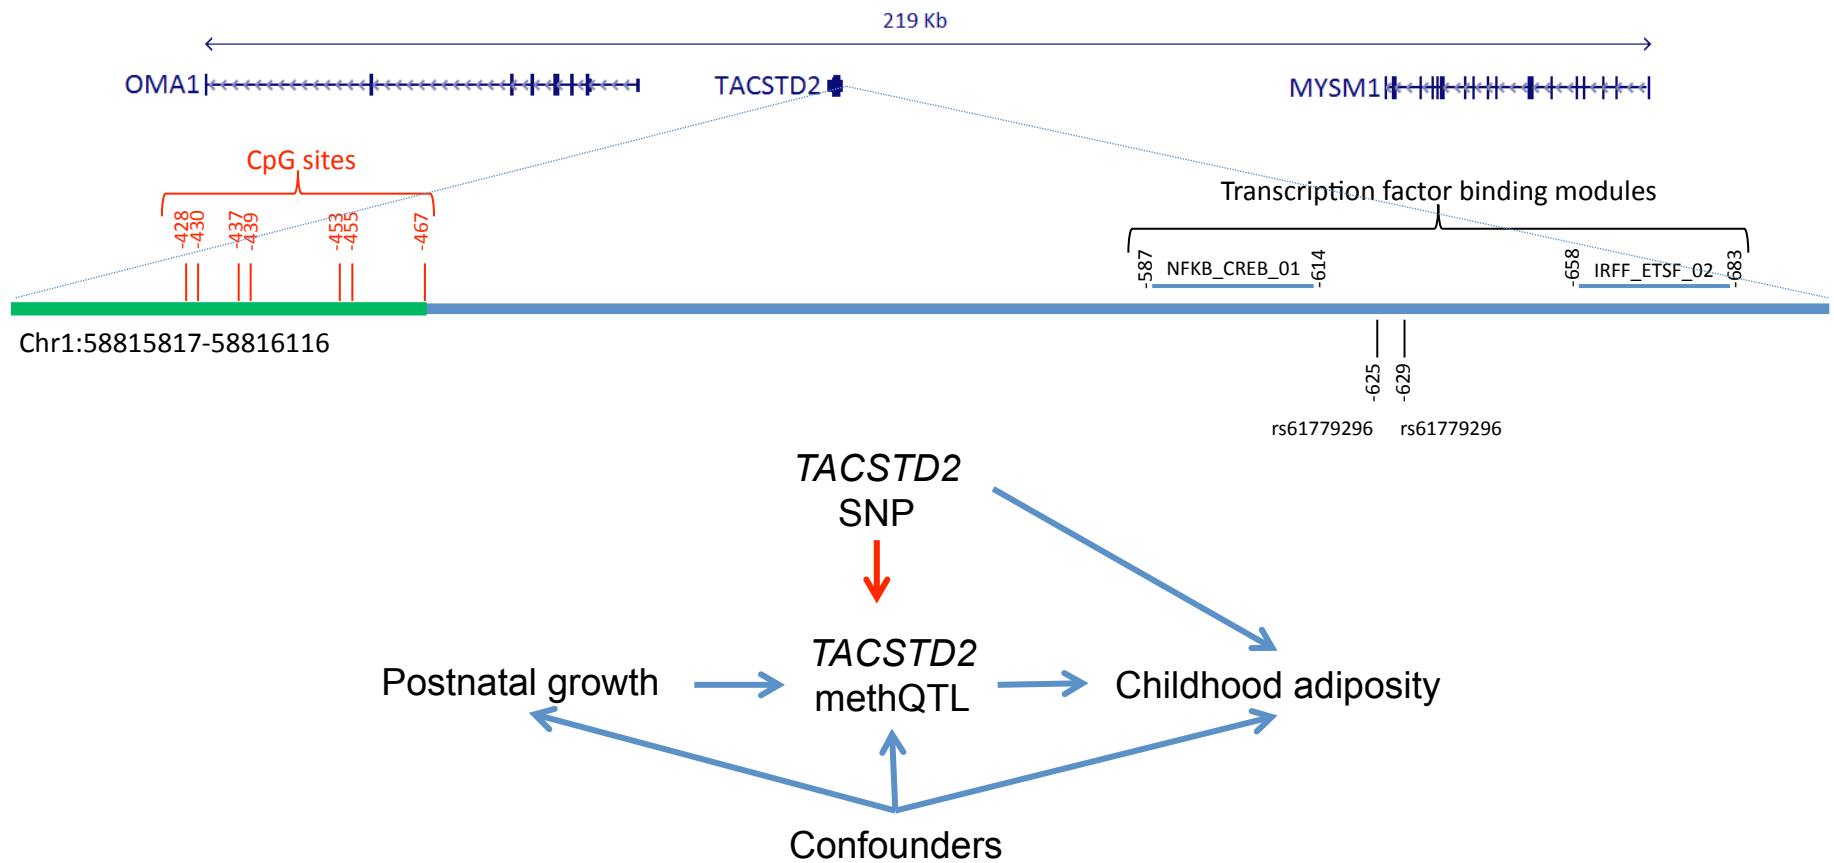 219 Kb
OMA1
TACSTD2
MYSM1
CpG sites
Transcription factor binding modules
-428
-430
-437
-439
-453
-455
-467
-587
NFKB_CREB_01
-614
-658
IRFF_ETSF_02
-683
Chr1:58815817-58816116
-625
-629
rs61779296
rs61779296
TACSTD2
SNP
Postnatal growth
TACSTD2
methQTL
Childhood adiposity
Confounders